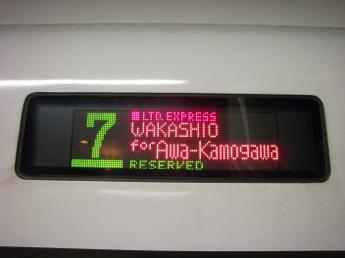 7
LTD. EXPRESS
WAKASHIO
for Awa-Kamogawa
RESERVED